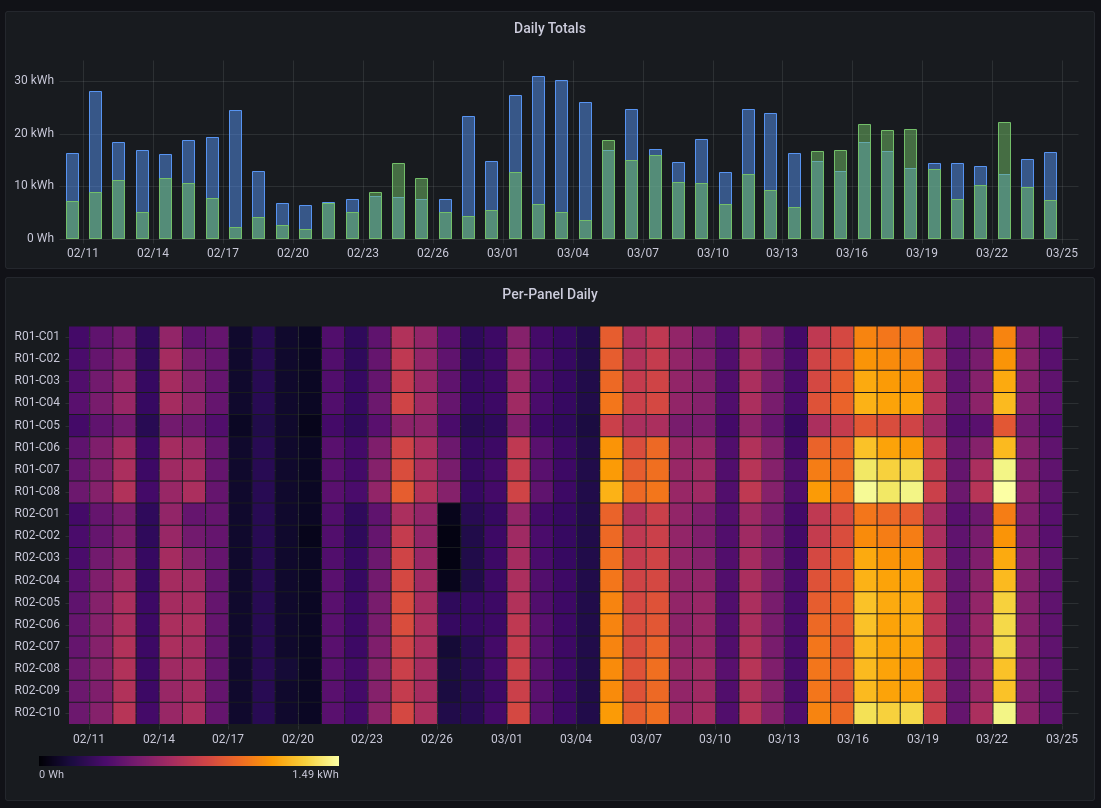 Daily Totals
30 kWh
20 kWh
10 kWh
0 Wh
02/11 02/14 02/17 02/20 02/23 02/26 03/01 03/04 03/07 03/10 03/13 03/16 03/19 03/22 03/25
Per-Panel Daily
R01-C01
R01-C02
R01-C03
R01-C04
R01-C05
R01-C06
R01-C07
R01-C08
R02-C01
R02-C02
R02-C03
R02-C04
R02-C05
R02-C06
R02-C07
R02-C08
R02-C09
R02-C10
02/11 02/14 02/17 02/20 02/23 02/26 03/01 03/04 03/07 03/10 03/13 03/16 03/19 03/22 03/25
0 Wh 1.49 kWh